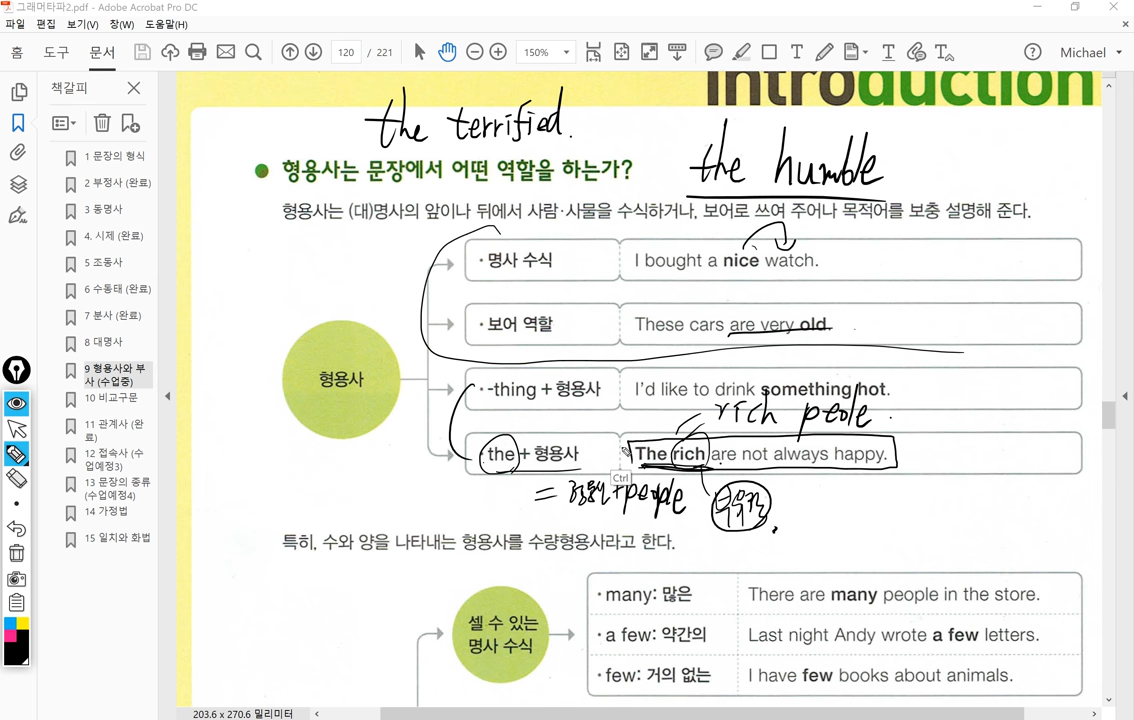 그래머타파2.pdf - Adobe Acrobat Pro DC
파일 편집 보기(V) 창(W) 도움말(H)
홈 도구 문서 120 / 221 150% Michael
책갈피
1 문장의 형식
2 부정사 (완료)
3 동명사
4. 시제 (완료)
5 조동사
6 수동태 (완료)
7 분사 (완료)
8 대명사
9 형용사와 부
사 (수업중)
10 비교구문
11 관계사 (완
료)
12 접속사 (수
업예정3)
13 문장의 종류
(수업예정4)
14 가정법
15 일치와 화법
introduction
the terrified.
the humble
형용사는 문장에서 어떤 역할을 하는가?
형용사는 (대)명사의 앞이나 뒤에서 사람·사물을 수식하거나, 보어로 쓰여 주어나 목적어를 보충 설명해 준다.
형용사
· 명사 수식 I bought a nice watch.
· 보어 역할 These cars are very old.
· -thing + 형용사 I'd like to drink something hot.
rich peole
· the + 형용사 The rich are not always happy.
Ctrl
= 형용사 + people
특히, 수와 양을 나타내는 형용사를 수량형용사라고 한다.
셀 수 있는
명사 수식
· many: 많은 There are many people in the store.
· a few: 약간의 Last night Andy wrote a few letters.
· few: 거의 없는 I have few books about animals.
203.6 x 270.6 밀리미터